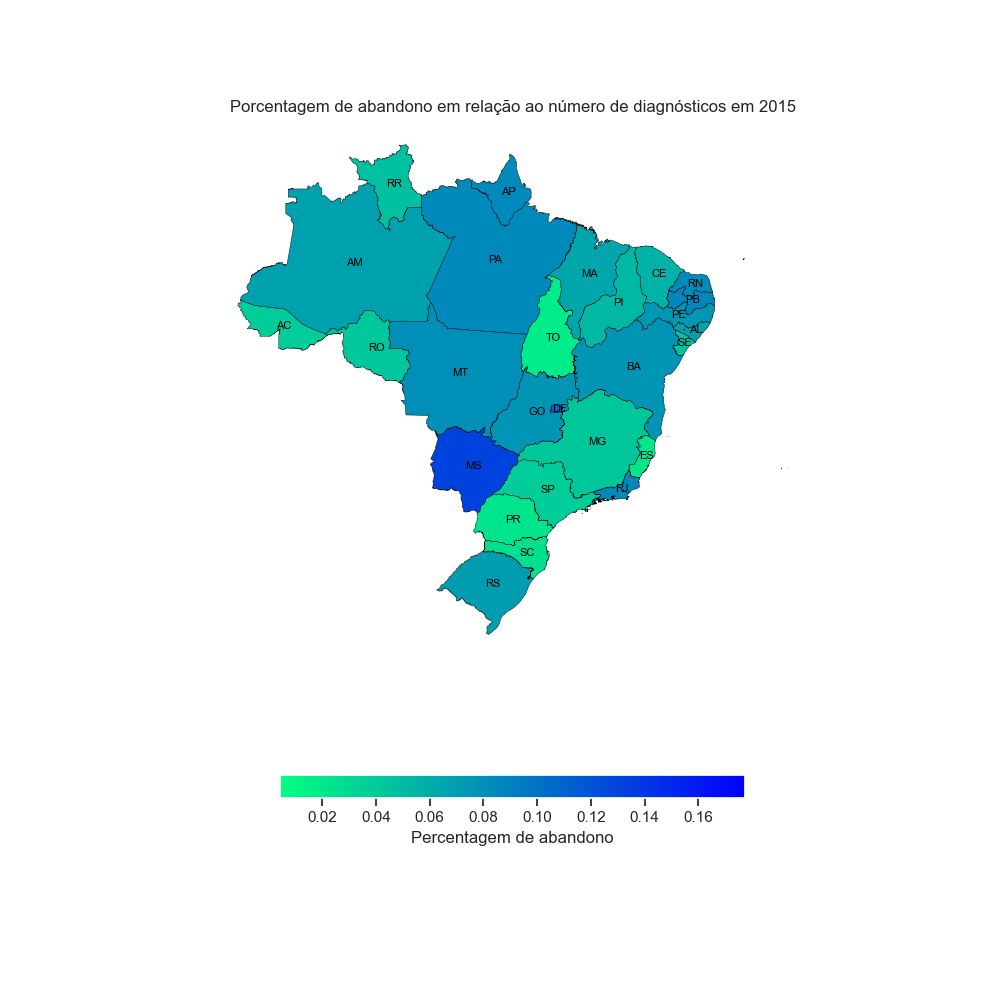 Porcentagem de abandono em relação ao número de diagnósticos em 2015
RR
AP
AM
PA
MA
CE
RN
PB
PI
PE
AL
SE
AC
TO
RO
BA
MT
GO
DF
MG
ES
MS
SP
RJ
PR
SC
RS
0.02 0.04 0.06 0.08 0.10 0.12 0.14 0.16
Percentagem de abandono